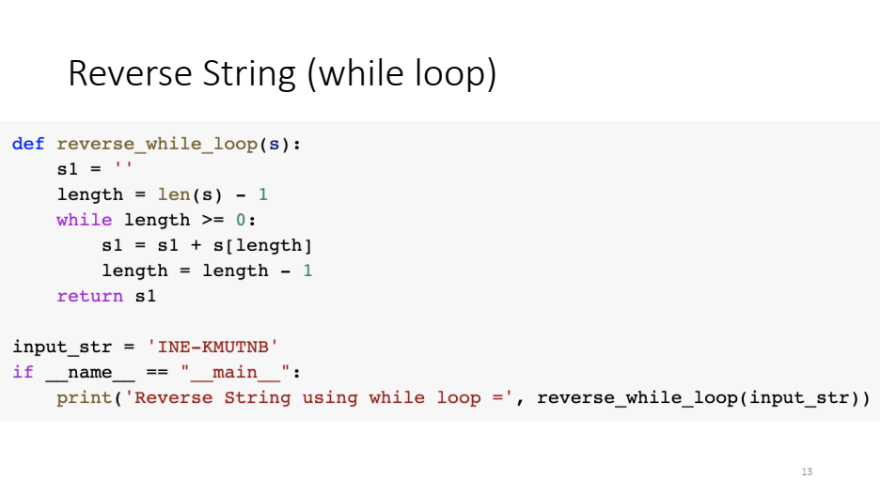 Reverse String (while loop)
def reverse_while_loop(s):
    s1 = ''
    length = len(s) - 1
    while length >= 0:
        s1 = s1 + s[length]
        length = length - 1
    return s1
input_str = 'INE-KMUTNB'
if __name__ == "__main__":
    print('Reverse String using while loop =', reverse_while_loop(input_str))
13